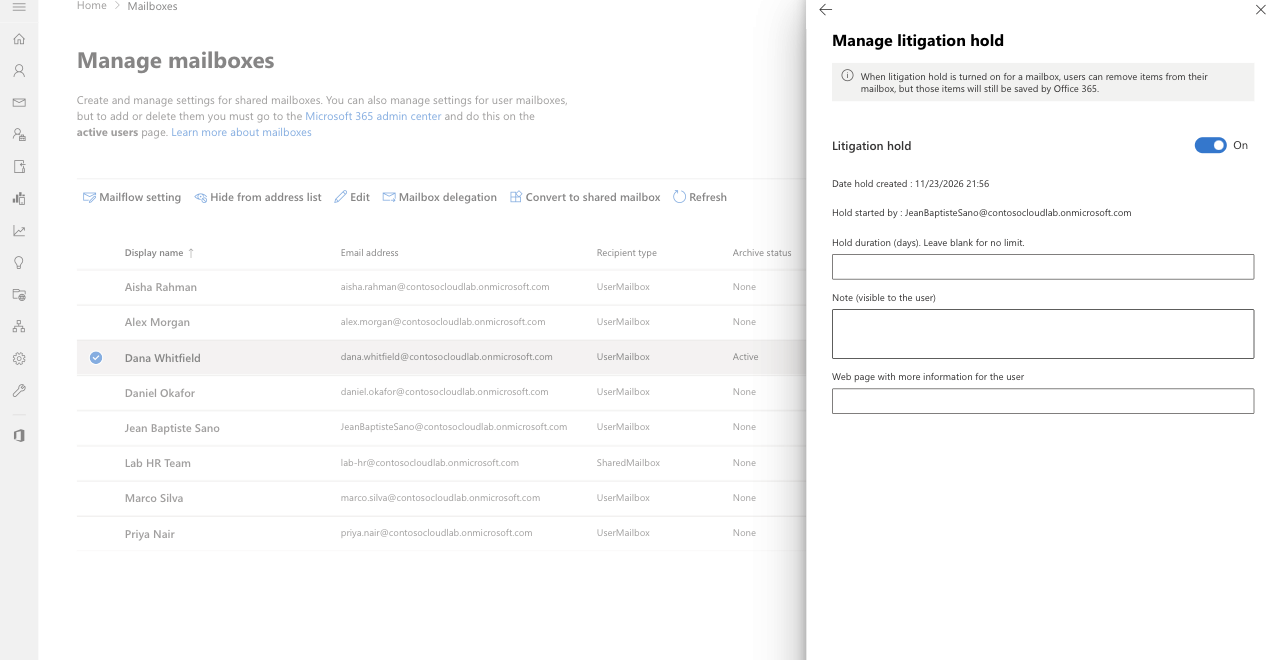 Home > Mailboxes
Manage mailboxes
Create and manage settings for shared mailboxes. You can also manage settings for user mailboxes,
but to add or delete them you must go to the Microsoft 365 admin center and do this on the
active users page. Learn more about mailboxes
Mailflow setting Hide from address list Edit Mailbox delegation Convert to shared mailbox Refresh
Display name ↑ Email address Recipient type Archive status
Aisha Rahman aisha.rahman@contosocloudlab.onmicrosoft.com UserMailbox None
Alex Morgan alex.morgan@contosocloudlab.onmicrosoft.com UserMailbox None
Dana Whitfield dana.whitfield@contosocloudlab.onmicrosoft.com UserMailbox Active
Daniel Okafor daniel.okafor@contosocloudlab.onmicrosoft.com UserMailbox None
Jean Baptiste Sano JeanBaptisteSano@contosocloudlab.onmicrosoft.com UserMailbox None
Lab HR Team lab-hr@contosocloudlab.onmicrosoft.com SharedMailbox None
Marco Silva marco.silva@contosocloudlab.onmicrosoft.com UserMailbox None
Priya Nair priya.nair@contosocloudlab.onmicrosoft.com UserMailbox None
Manage litigation hold
When litigation hold is turned on for a mailbox, users can remove items from their
mailbox, but those items will still be saved by Office 365.
Litigation hold On
Date hold created : 11/23/2026 21:56
Hold started by : JeanBaptisteSano@contosocloudlab.onmicrosoft.com
Hold duration (days). Leave blank for no limit.
Note (visible to the user)
Web page with more information for the user